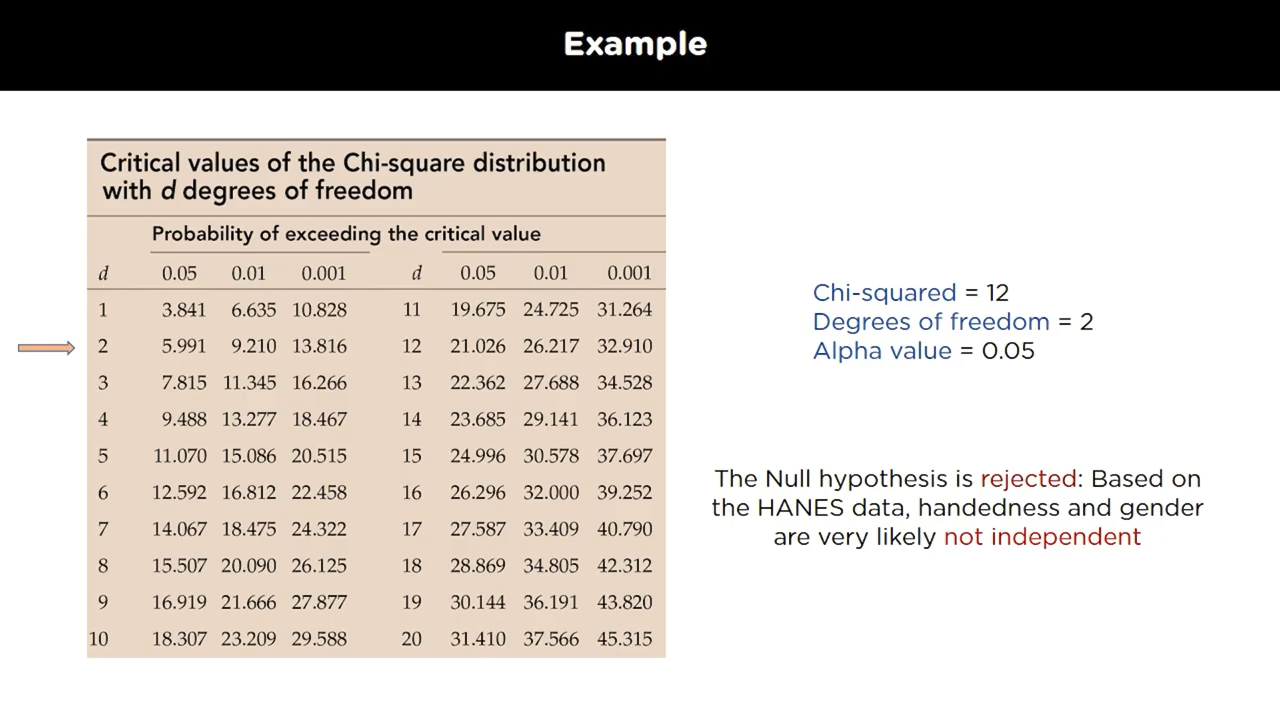 Example
Critical values of the Chi-square distribution
with d degrees of freedom
Probability of exceeding the critical value
d 0.05 0.01 0.001 d 0.05 0.01 0.001
1 3.841 6.635 10.828 11 19.675 24.725 31.264
2 5.991 9.210 13.816 12 21.026 26.217 32.910
3 7.815 11.345 16.266 13 22.362 27.688 34.528
4 9.488 13.277 18.467 14 23.685 29.141 36.123
5 11.070 15.086 20.515 15 24.996 30.578 37.697
6 12.592 16.812 22.458 16 26.296 32.000 39.252
7 14.067 18.475 24.322 17 27.587 33.409 40.790
8 15.507 20.090 26.125 18 28.869 34.805 42.312
9 16.919 21.666 27.877 19 30.144 36.191 43.820
10 18.307 23.209 29.588 20 31.410 37.566 45.315
Chi-squared = 12
Degrees of freedom = 2
Alpha value = 0.05
The Null hypothesis is rejected: Based on
the HANES data, handedness and gender
are very likely not independent